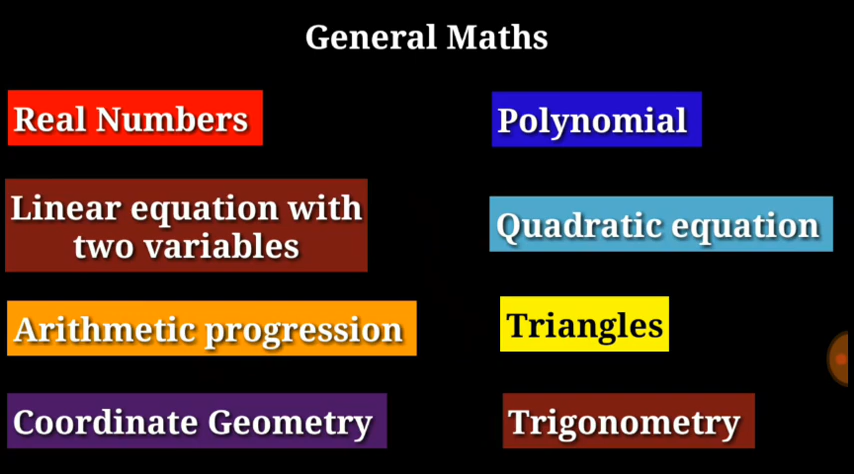 General Maths
Real Numbers
Polynomial
Linear equation with
two variables
Quadratic equation
Arithmetic progression
Triangles
Coordinate Geometry
Trigonometry